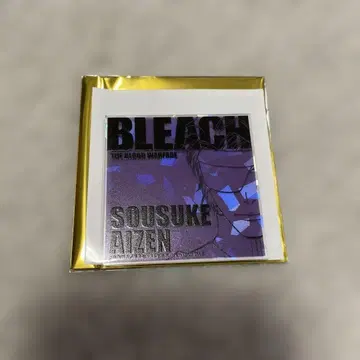 BLEACH
THE BLOOD WARFARE
SOUSUKE
AIZEN